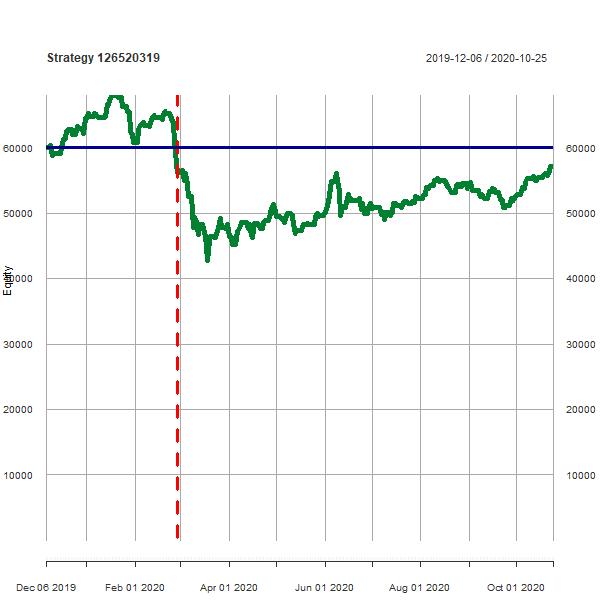 Strategy 126520319
2019-12-06 / 2020-10-25
60000
60000
50000
50000
40000
40000
Equity
30000
30000
20000
20000
10000
10000
Dec 06 2019
Feb 01 2020
Apr 01 2020
Jun 01 2020
Aug 01 2020
Oct 01 2020